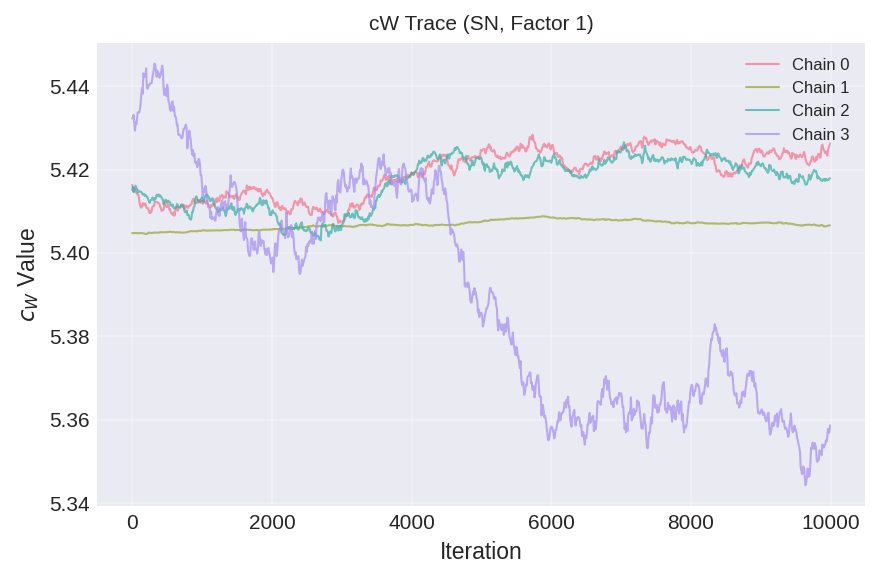 cW Trace (SN, Factor 1)
Chain 0
Chain 1
Chain 2
Chain 3
5.44
5.42
5.40
5.38
5.36
5.34
c_W Value
0 2000 4000 6000 8000 10000
Iteration